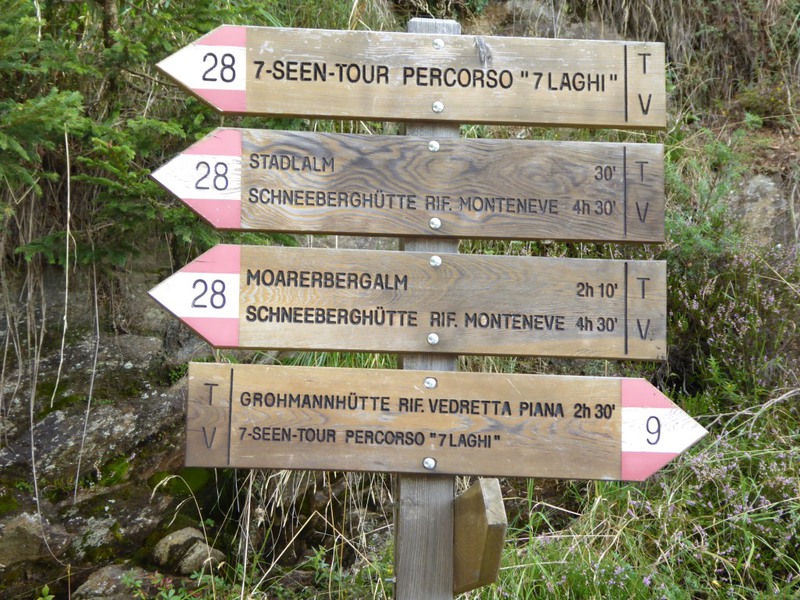 28 7-SEEN-TOUR PERCORSO "7 LAGHI" T V
28 STADLALM 30' T
SCHNEEBERGHÜTTE RIF. MONTENEVE 4h 30' V
28 MOARERBERGALM 2h 10' T
SCHNEEBERGHÜTTE RIF. MONTENEVE 4h 30' V
T GROHMANNHÜTTE RIF. VEDRETTA PIANA 2h 30' 9
V 7-SEEN-TOUR PERCORSO "7 LAGHI"